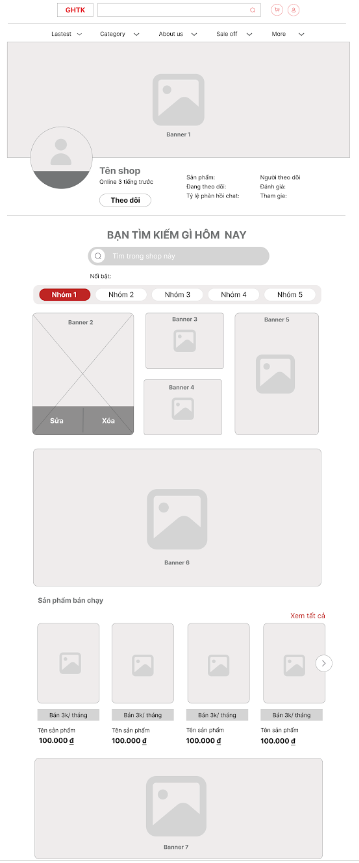 GHTK
Lastest Category About us Sale off More
Banner 1
Tên shop
Online 3 tiếng trước
Theo dõi
Sản phẩm:
Đang theo dõi:
Tỷ lệ phản hồi chat:
Người theo dõi
Đánh giá:
Tham gia:
BẠN TÌM KIẾM GÌ HÔM NAY
Tìm trong shop này
Nổi bật:
Nhóm 1 Nhóm 2 Nhóm 3 Nhóm 4 Nhóm 5
Banner 2
Sửa Xóa
Banner 3
Banner 4
Banner 5
Banner 6
Sản phẩm bán chạy
Xem tất cả
Bán 3k/ tháng Bán 3k/ tháng Bán 3k/ tháng Bán 3k/ tháng
Tên sản phẩm Tên sản phẩm Tên sản phẩm Tên sản phẩm
100.000 đ 100.000 đ 100.000 đ 100.000 đ
Banner 7